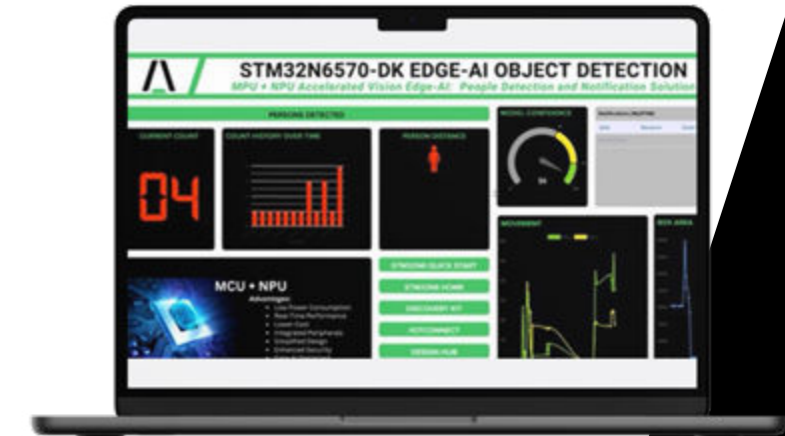 STM32N6570-DK EDGE-AI OBJECT DETECTION
MPU + NPU Accelerated Vision Edge-AI: People Detection and Notification Solution
PERSONS DETECTED
CURRENT COUNT
COUNT HISTORY OVER TIME
PERSON DISTANCE
MODEL CONFIDENCE
04
MOVEMENT
BOX AREA
MCU + NPU
Advantages:
Low Power Consumption
Real-Time Performance
Lower Cost
Integrated Peripherals
Simplified Design
Enhanced Security
STM32N6 QUICK START
STM32N6 HOME
DISCOVERY KIT
IOTCONNECT
DESIGN HUB